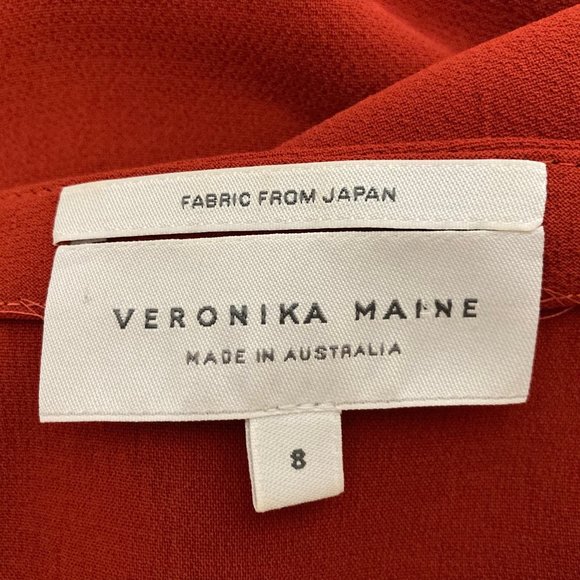 FABRIC FROM JAPAN
VERONIKA MAINE
MADE IN AUSTRALIA
8